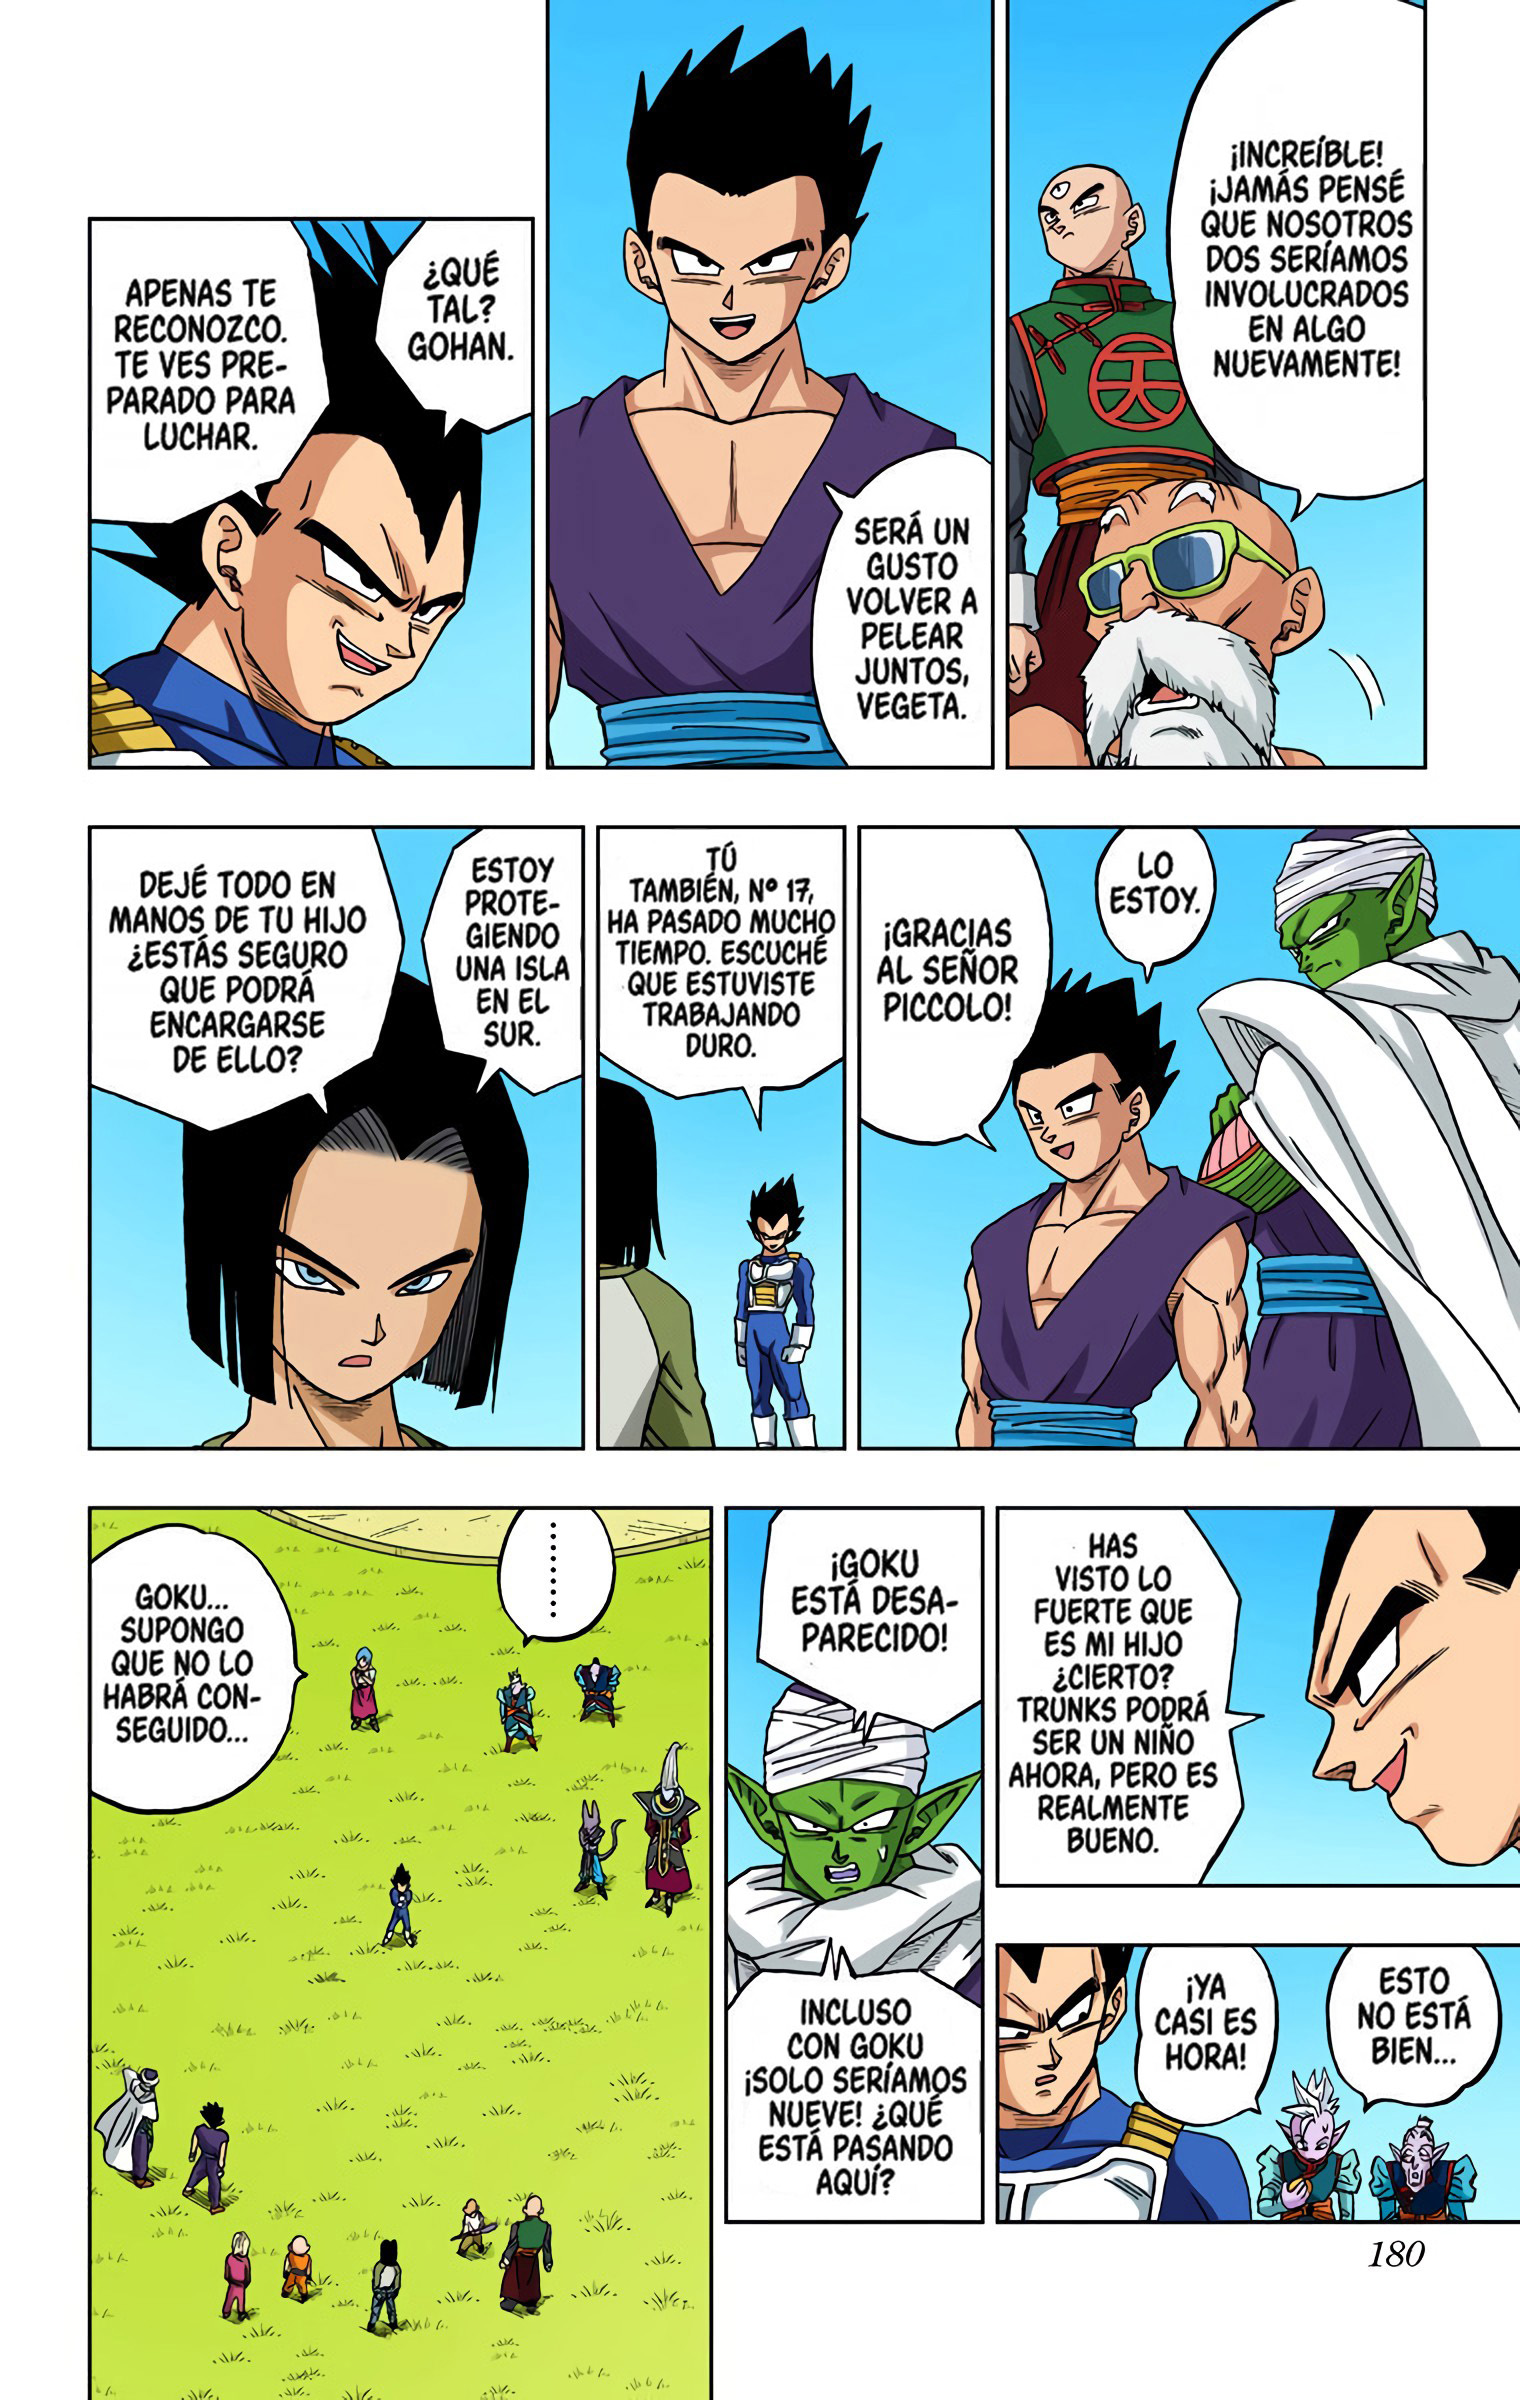 ¡INCREÍBLE!
¡JAMÁS PENSÉ
QUE NOSOTROS
DOS SERÍAMOS
INVOLUCRADOS
EN ALGO
NUEVAMENTE!
天
SERÁ UN
GUSTO
VOLVER A
PELEAR
JUNTOS,
VEGETA.
¿QUÉ
TAL?
GOHAN.
APENAS TE
RECONOZCO.
TE VES PRE-
PARADO PARA
LUCHAR.
LO
ESTOY.
¡GRACIAS
AL SEÑOR
PICCOLO!
TÚ
TAMBIÉN, Nº 17,
HA PASADO MUCHO
TIEMPO. ESCUCHÉ
QUE ESTUVISTE
TRABAJANDO
DURO.
ESTOY
PROTE-
GIENDO
UNA ISLA
EN EL
SUR.
DEJÉ TODO EN
MANOS DE TU HIJO
¿ESTÁS SEGURO
QUE PODRÁ
ENCARGARSE
DE ELLO?
HAS
VISTO LO
FUERTE QUE
ES MI HIJO
¿CIERTO?
TRUNKS PODRÁ
SER UN NIÑO
AHORA, PERO ES
REALMENTE
BUENO.
ESTO
NO ESTÁ
BIEN...
¡YA
CASI ES
HORA!
¡GOKU
ESTÁ DESA-
PARECIDO!
INCLUSO
CON GOKU
¡SOLO SERÍAMOS
NUEVE! ¿QUÉ
ESTÁ PASANDO
AQUÍ?
..........
GOKU...
SUPONGO
QUE NO LO
HABRÁ CON-
SEGUIDO...
180